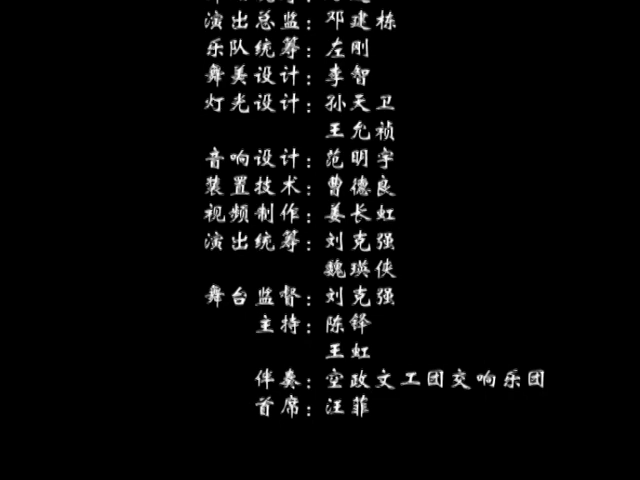 演出总监：邓建栋
乐队统筹：左刚
舞美设计：李智
灯光设计：孙天卫
王允祯
音响设计：范明宇
装置技术：曹德良
视频制作：姜长虹
演出统筹：刘克强
魏瑛侠
舞台监督：刘克强
主持：陈铎
王虹
伴奏：空政文工团交响乐团
首席：汪菲